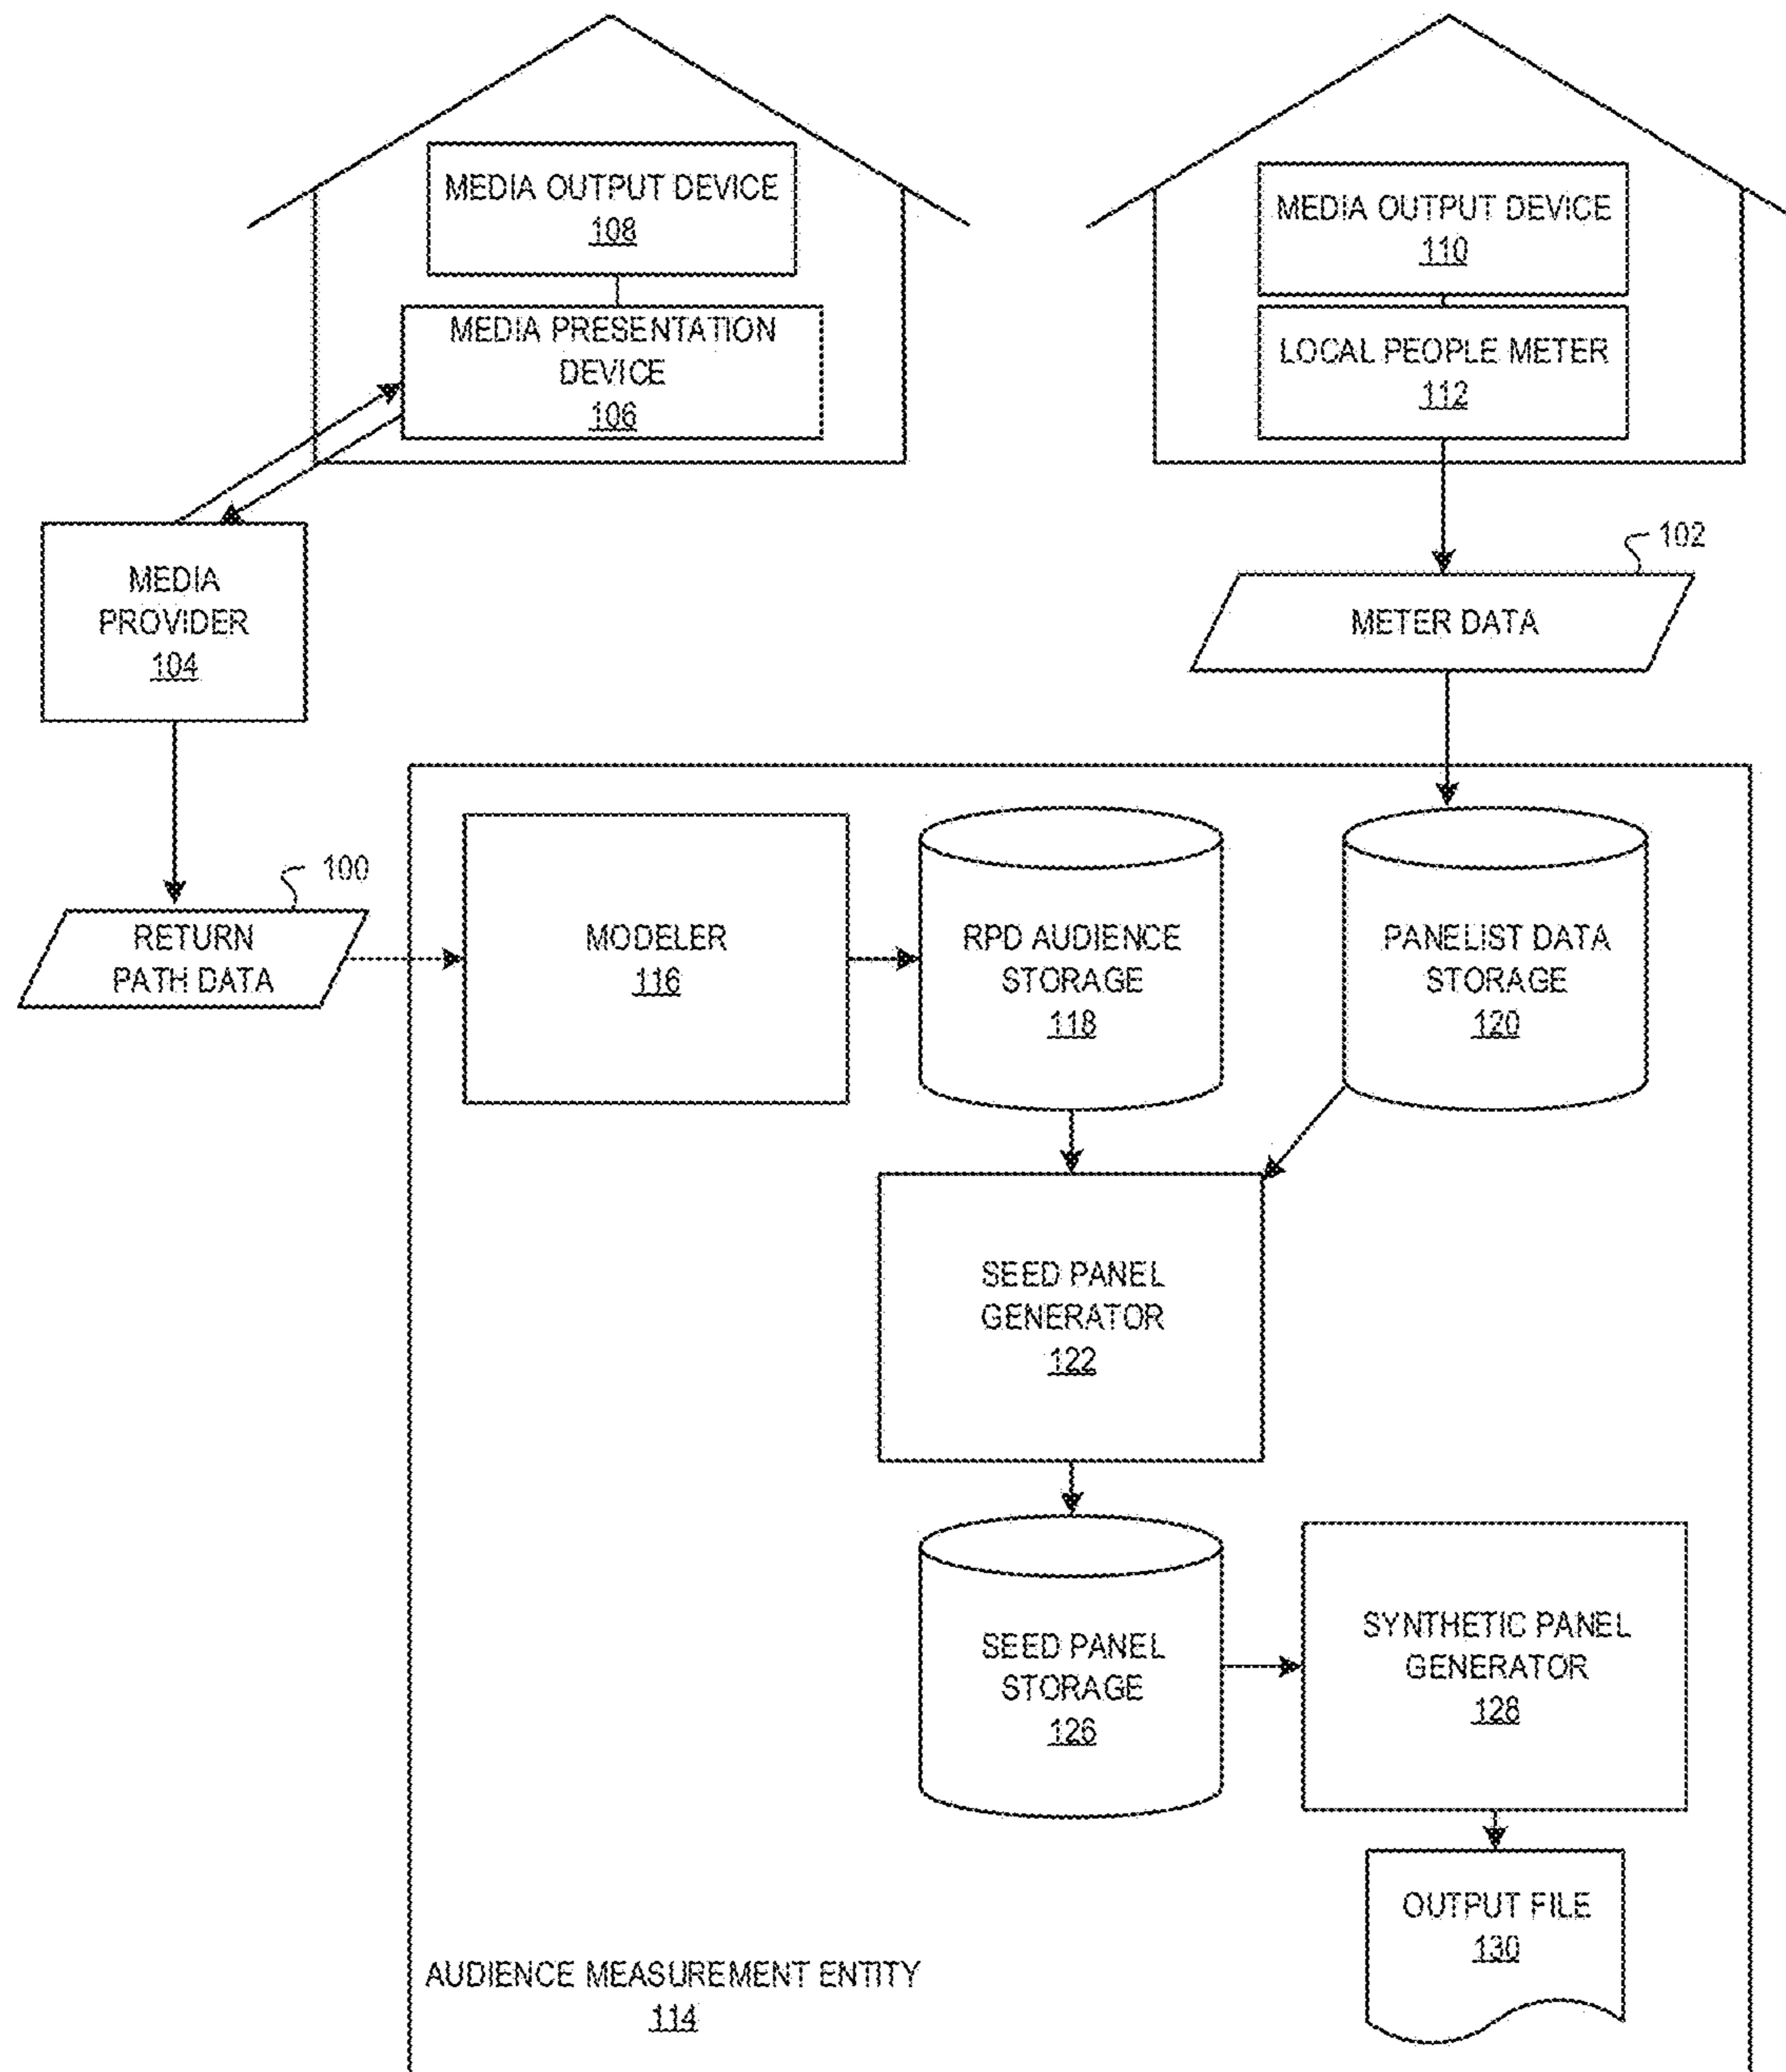 MEDIA OUTPUT DEVICE
108
MEDIA PRESENTATION
DEVICE
106
MEDIA OUTPUT DEVICE
110
LOCAL PEOPLE METER
112
MEDIA
PROVIDER
104
102
METER DATA
100
RETURN
PATH DATA
MODELER
116
RPD AUDIENCE
STORAGE
118
PANELIST DATA
STORAGE
120
SEED PANEL
GENERATOR
122
SEED PANEL
STORAGE
126
SYNTHETIC PANEL
GENERATOR
128
OUTPUT FILE
130
AUDIENCE MEASUREMENT ENTITY
114